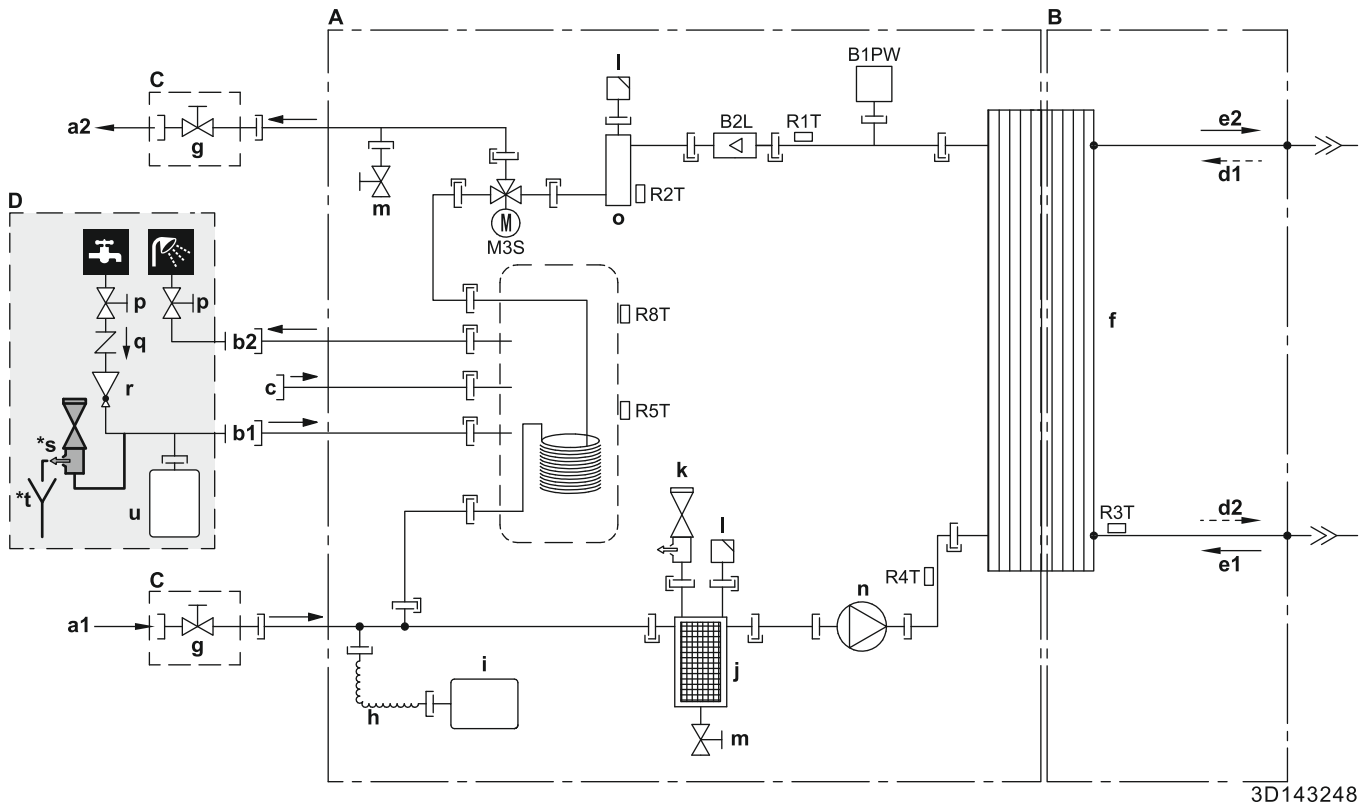 A
B
B1PW
l
C
a2
g
B2L
R1T
e2
d1
m
o
R2T
M
M3S
D
p
p
q
b2
R8T
f
r
c
R5T
b1
*s
*t
u
k
l
R3T
d2
e1
C
a1
g
R4T
n
i
h
j
m
3D143248